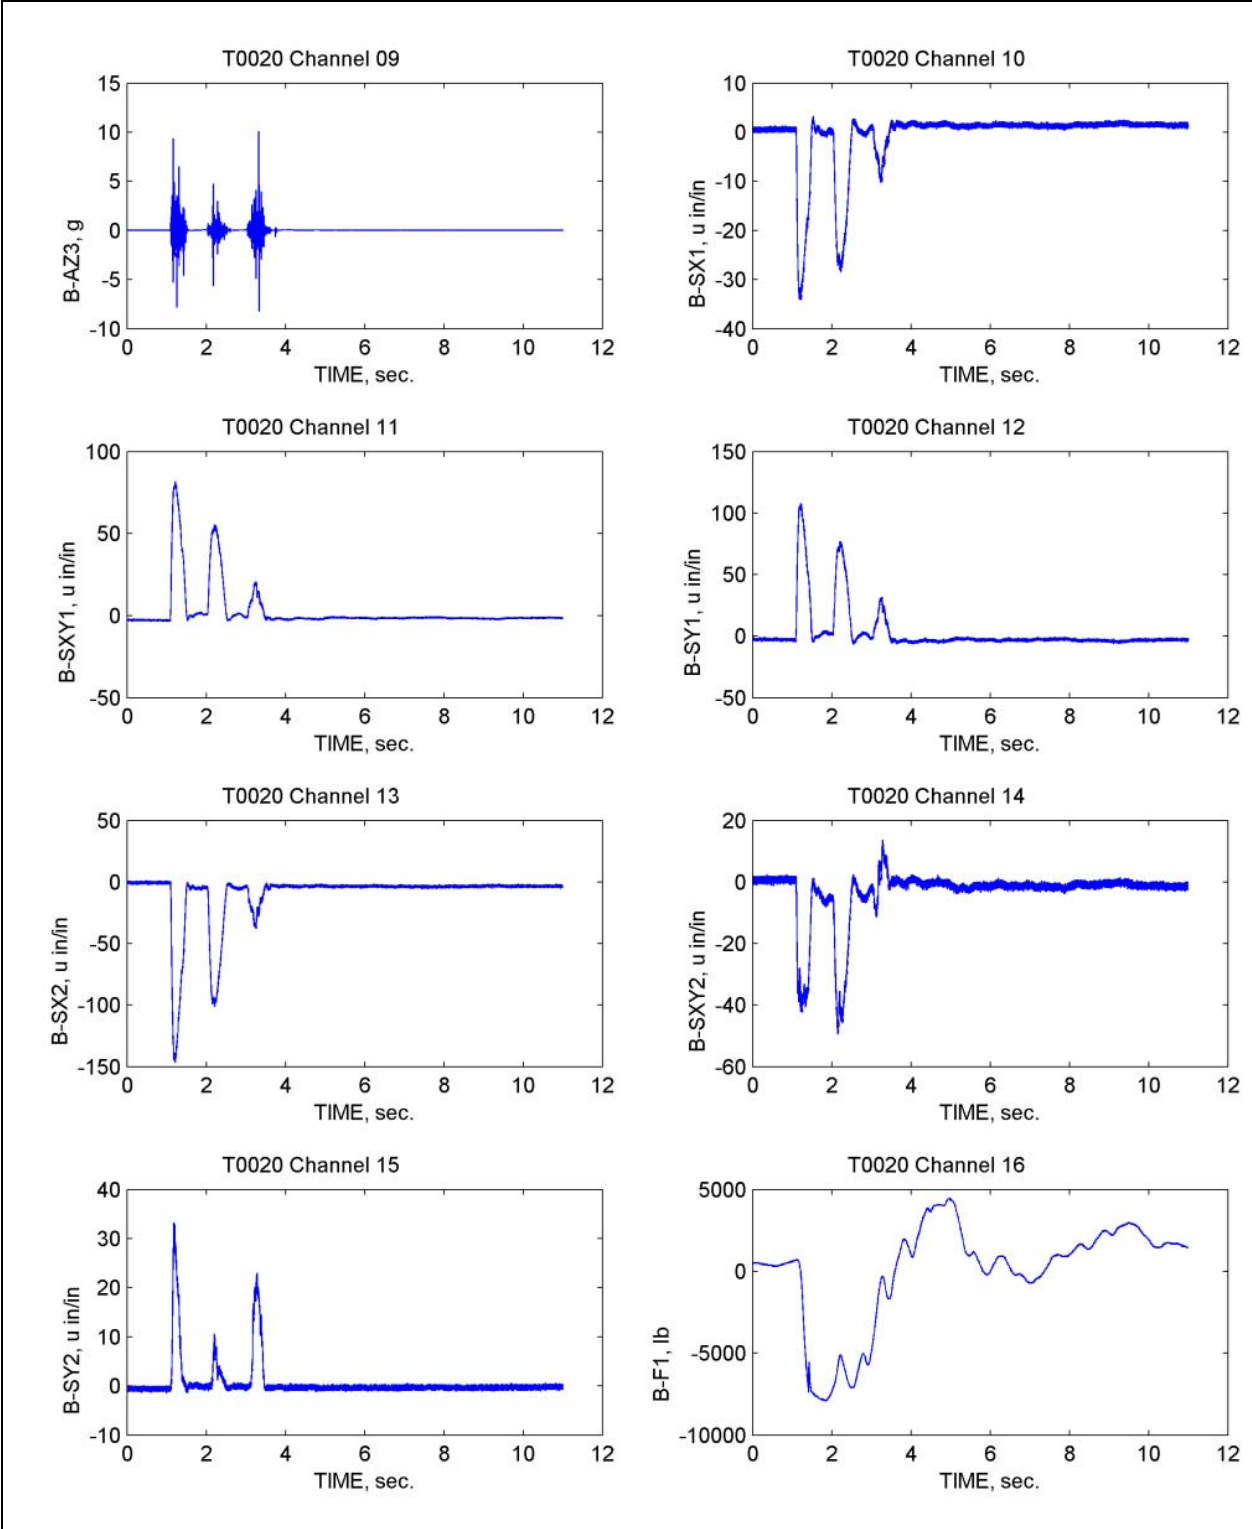 T0020 Channel 09
15
10
5
0
-5
-10
B-AZ3, g
0 2 4 6 8 10 12
TIME, sec.
T0020 Channel 10
10
0
-10
-20
-30
-40
B-SX1, u in/in
0 2 4 6 8 10 12
TIME, sec.
T0020 Channel 11
100
50
0
-50
B-SXY1, u in/in
0 2 4 6 8 10 12
TIME, sec.
T0020 Channel 12
150
100
50
0
-50
B-SY1, u in/in
0 2 4 6 8 10 12
TIME, sec.
T0020 Channel 13
50
0
-50
-100
-150
B-SX2, u in/in
0 2 4 6 8 10 12
TIME, sec.
T0020 Channel 14
20
0
-20
-40
-60
B-SXY2, u in/in
0 2 4 6 8 10 12
TIME, sec.
T0020 Channel 15
40
30
20
10
0
-10
B-SY2, u in/in
0 2 4 6 8 10 12
TIME, sec.
T0020 Channel 16
5000
0
-5000
-10000
B-F1, lb
0 2 4 6 8 10 12
TIME, sec.